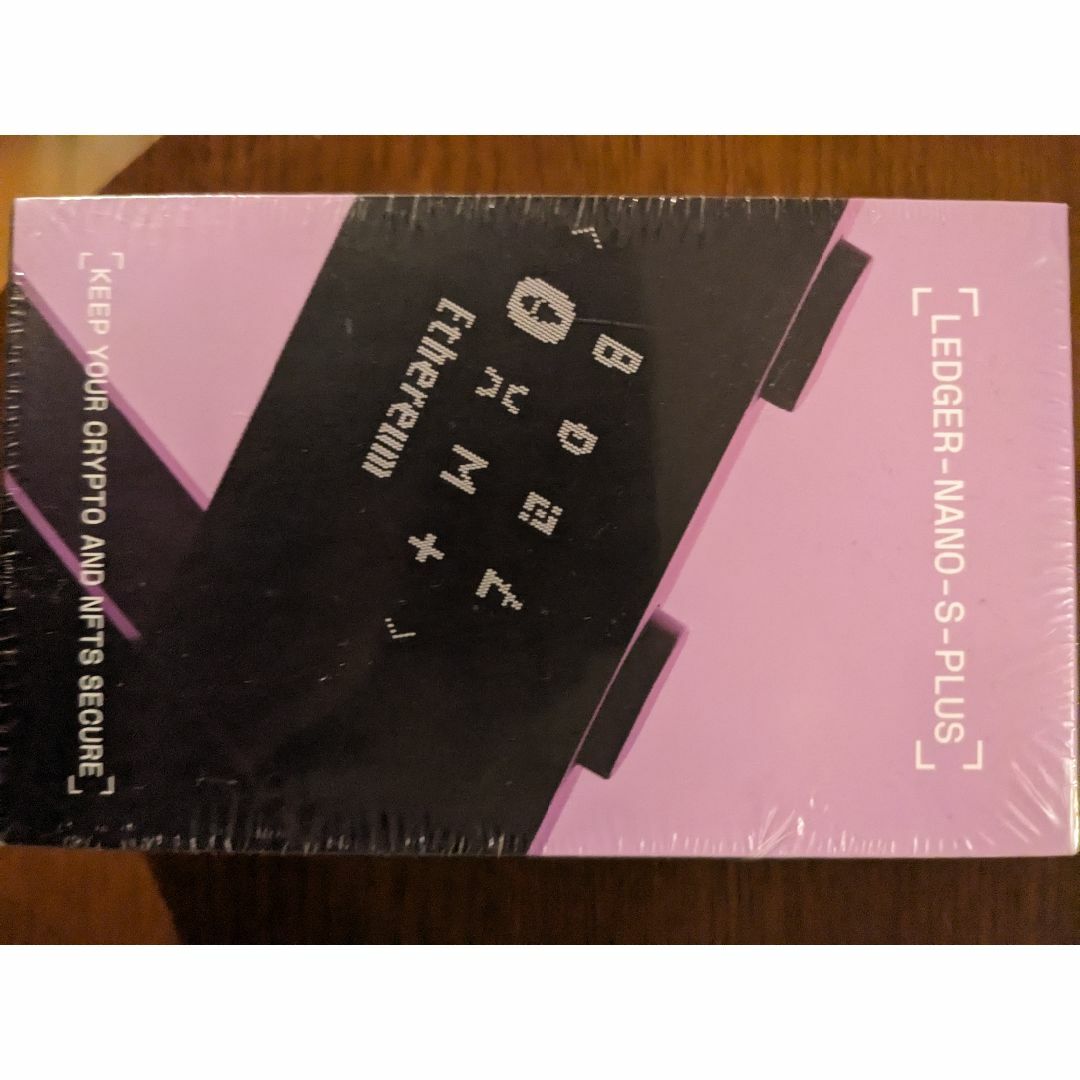 [LEDGER-NANO-S-PLUS]
Ethereum
[KEEP YOUR CRYPTO AND NFTS SECURE]